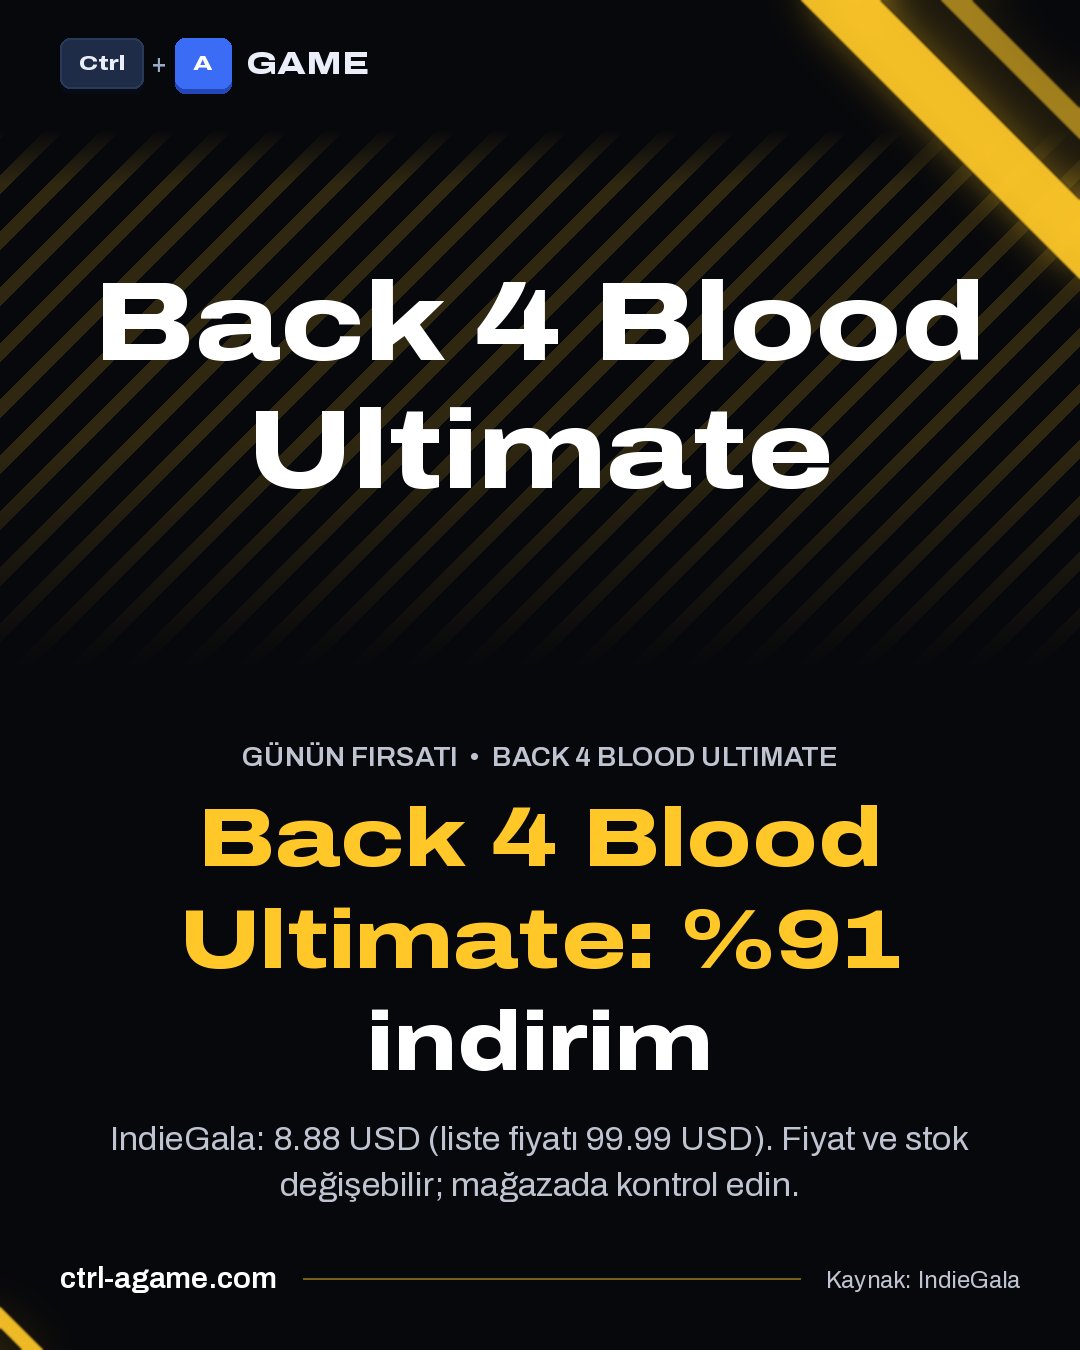 Ctrl + A GAME
Back 4 Blood
Ultimate
GÜNÜN FIRSATI • BACK 4 BLOOD ULTIMATE
Back 4 Blood
Ultimate: %91
indirim
IndieGala: 8.88 USD (liste fiyatı 99.99 USD). Fiyat ve stok
değişebilir; mağazada kontrol edin.
ctrl-agame.com
Kaynak: IndieGala